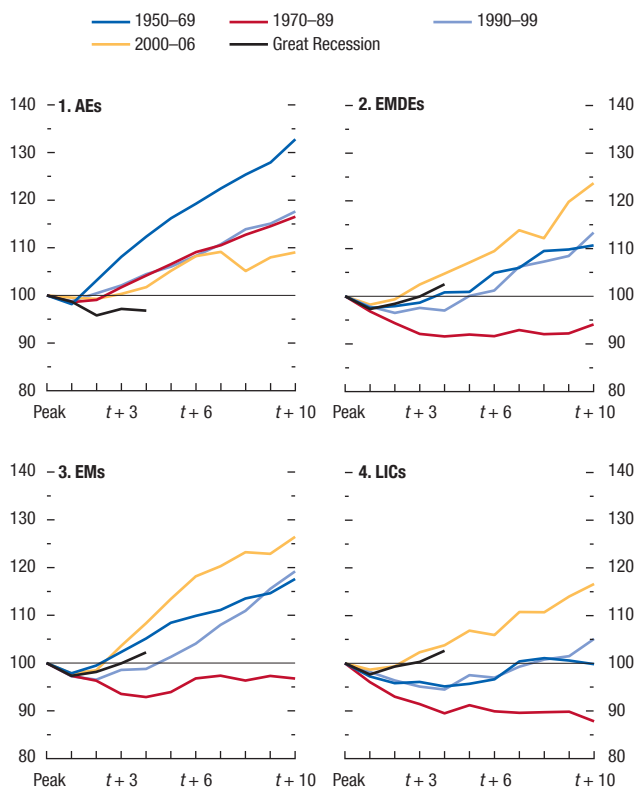 1950–69 1970–89 1990–99
2000–06 Great Recession
1. AEs
2. EMDEs
140
130
120
110
100
90
80
140
130
120
110
100
90
80
Peak t + 3 t + 6 t + 10
Peak t + 3 t + 6 t + 10
3. EMs
4. LICs
140
130
120
110
100
90
80
140
130
120
110
100
90
80
Peak t + 3 t + 6 t + 10
Peak t + 3 t + 6 t + 10